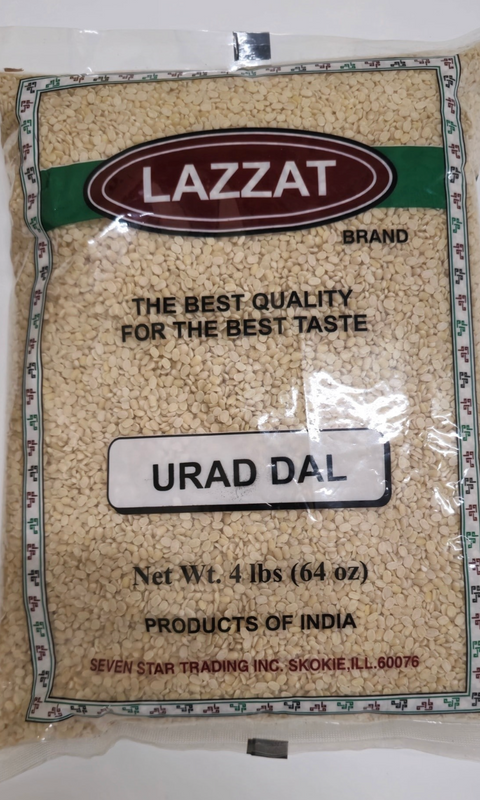 LAZZAT
BRAND
THE BEST QUALITY
FOR THE BEST TASTE
URAD DAL
Net Wt. 4 lbs (64 oz)
PRODUCTS OF INDIA
SEVEN STAR TRADING INC. SKOKIE,ILL.60076